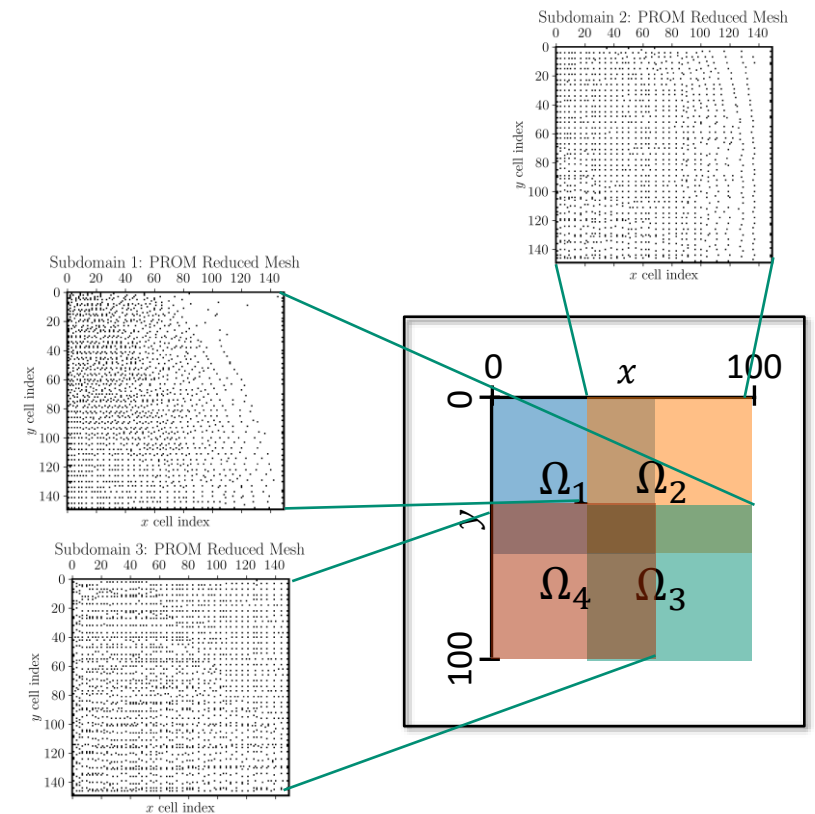 Subdomain 2: PROM Reduced Mesh
0 20 40 60 80 100 120 140
0
20
40
60
80
100
120
140
y cell index
x cell index
Subdomain 1: PROM Reduced Mesh
0 20 40 60 80 100 120 140
0
20
40
60
80
100
120
140
y cell index
x cell index
Subdomain 3: PROM Reduced Mesh
0 20 40 60 80 100 120 140
0
20
40
60
80
100
120
140
y cell index
x cell index
0 x 100
0
y
100
Ω₁ Ω₂
Ω₄ Ω₃